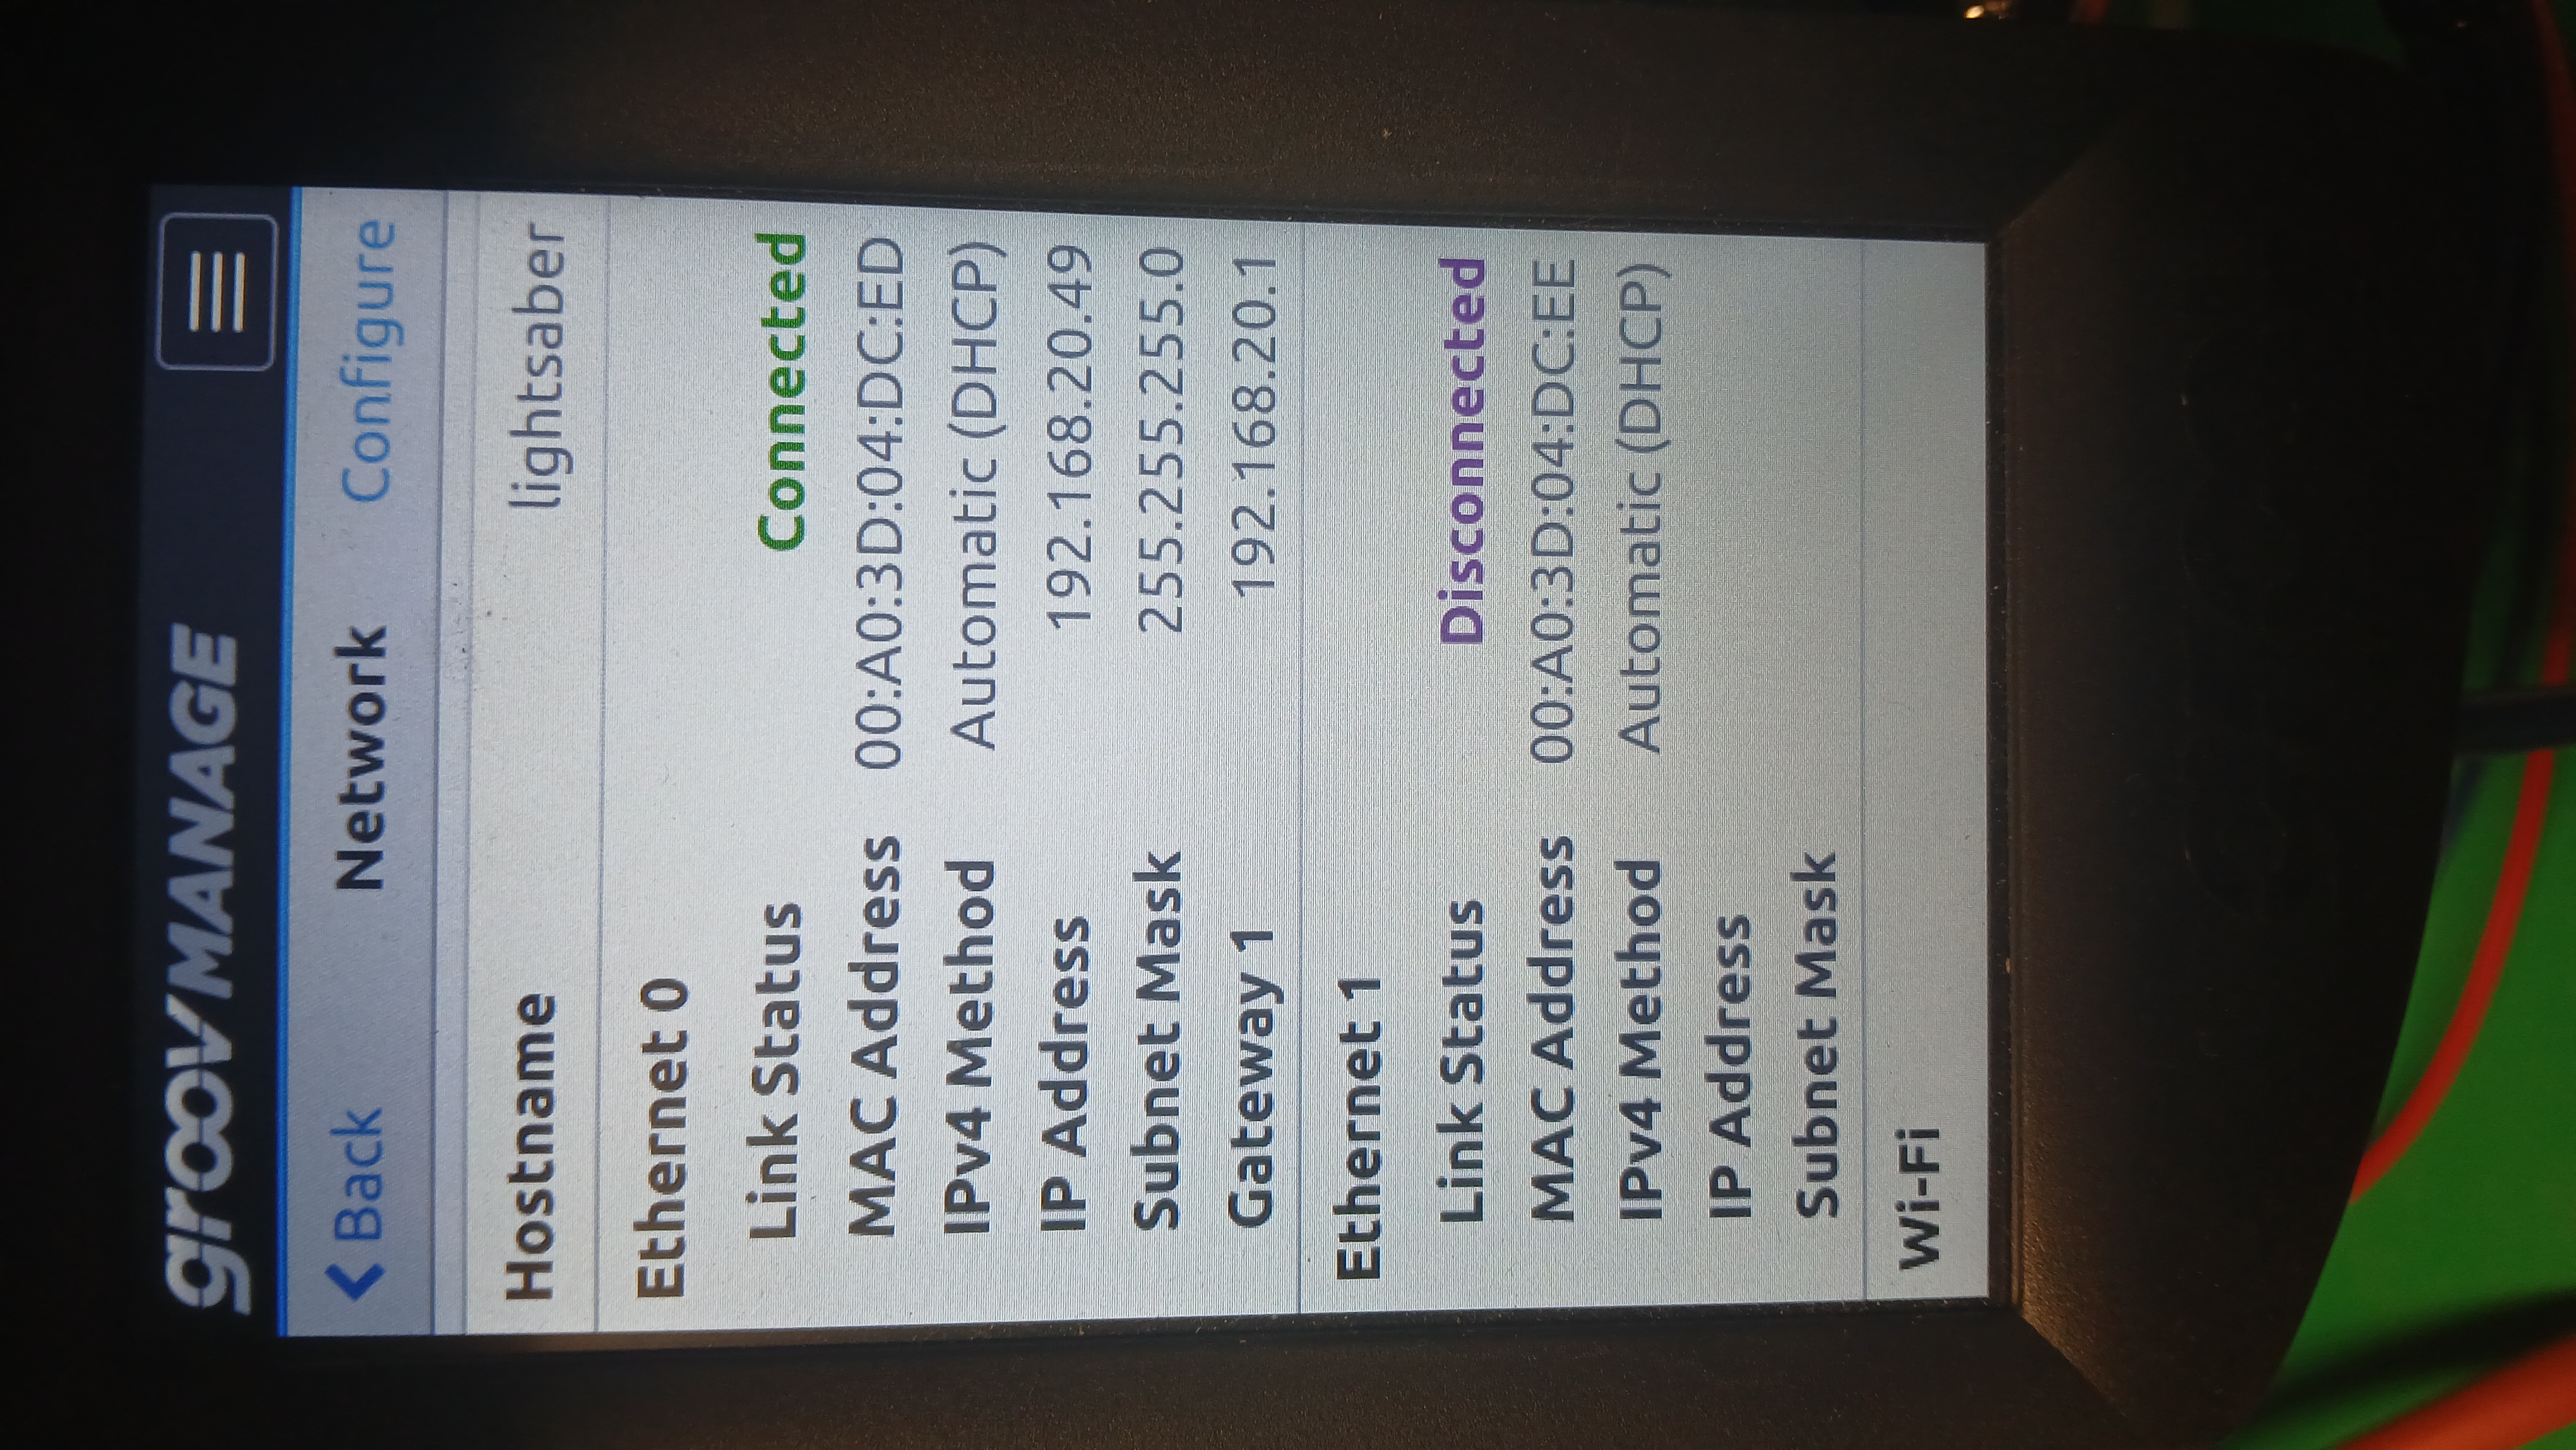 groov MANAGE
Back Network Configure
Hostname lightsaber
Ethernet 0
Link Status Connected
MAC Address 00:A0:3D:04:DC:ED
IPv4 Method Automatic (DHCP)
IP Address 192.168.20.49
Subnet Mask 255.255.255.0
Gateway 1 192.168.20.1
Ethernet 1
Link Status Disconnected
MAC Address 00:A0:3D:04:DC:EE
IPv4 Method Automatic (DHCP)
IP Address
Subnet Mask
Wi-Fi